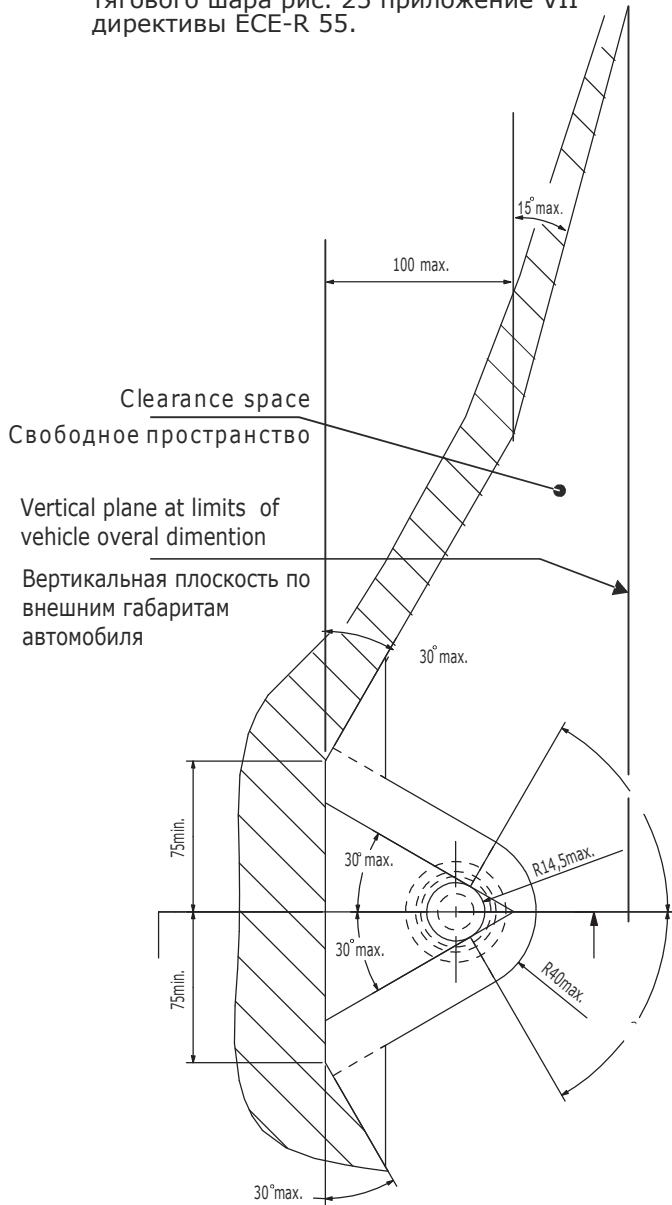 тягового шара рис. 25 приложение VII
директивы ECE-R 55.
15°max.
100 max.
Clearance space
Свободное пространство
Vertical plane at limits of
vehicle overal dimention
Вертикальная плоскость по
внешним габаритам
автомобиля
30°max.
75min.
30°max.
R14,5max.
30°max.
75min.
R40max.
30°max.